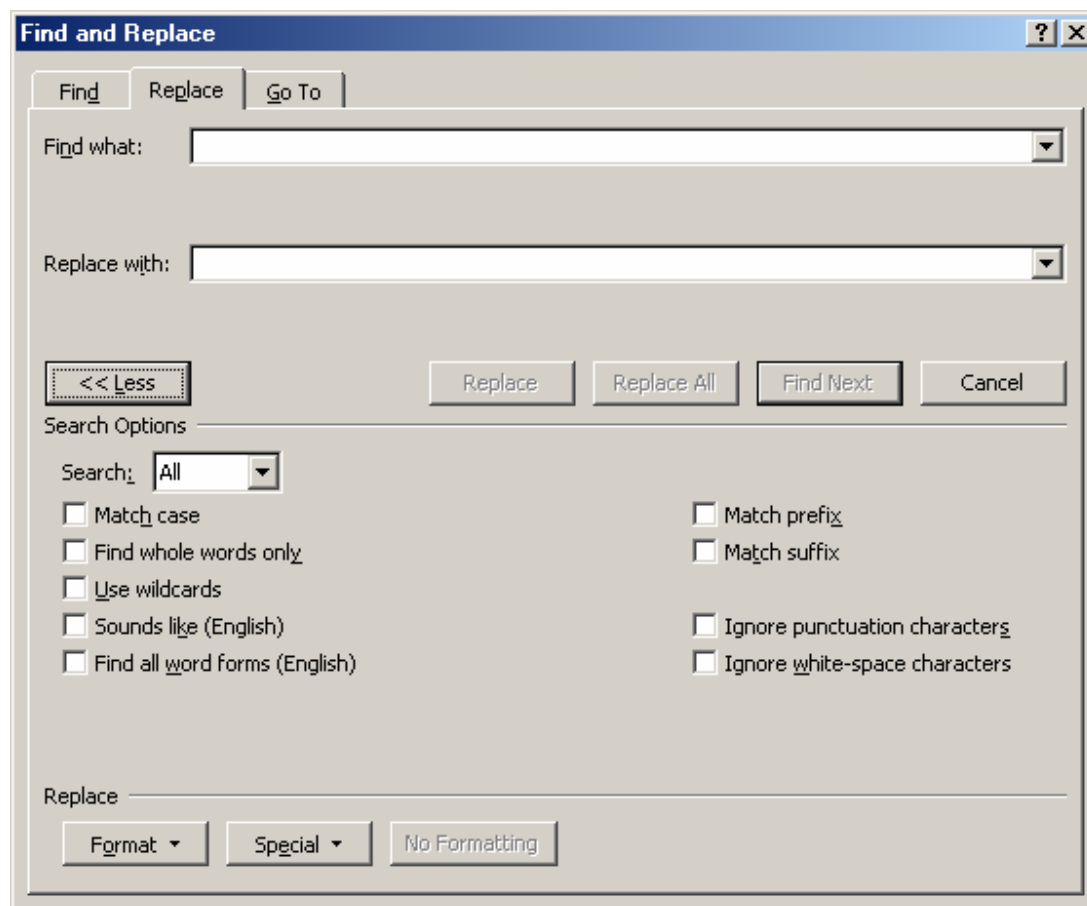 Find and Replace
Find Replace Go To
Find what:
Replace with:
<< Less Replace Replace All Find Next Cancel
Search Options
Search: All
Match case Match prefix
Find whole words only Match suffix
Use wildcards
Sounds like (English) Ignore punctuation characters
Find all word forms (English) Ignore white-space characters
Replace
Format Special No Formatting